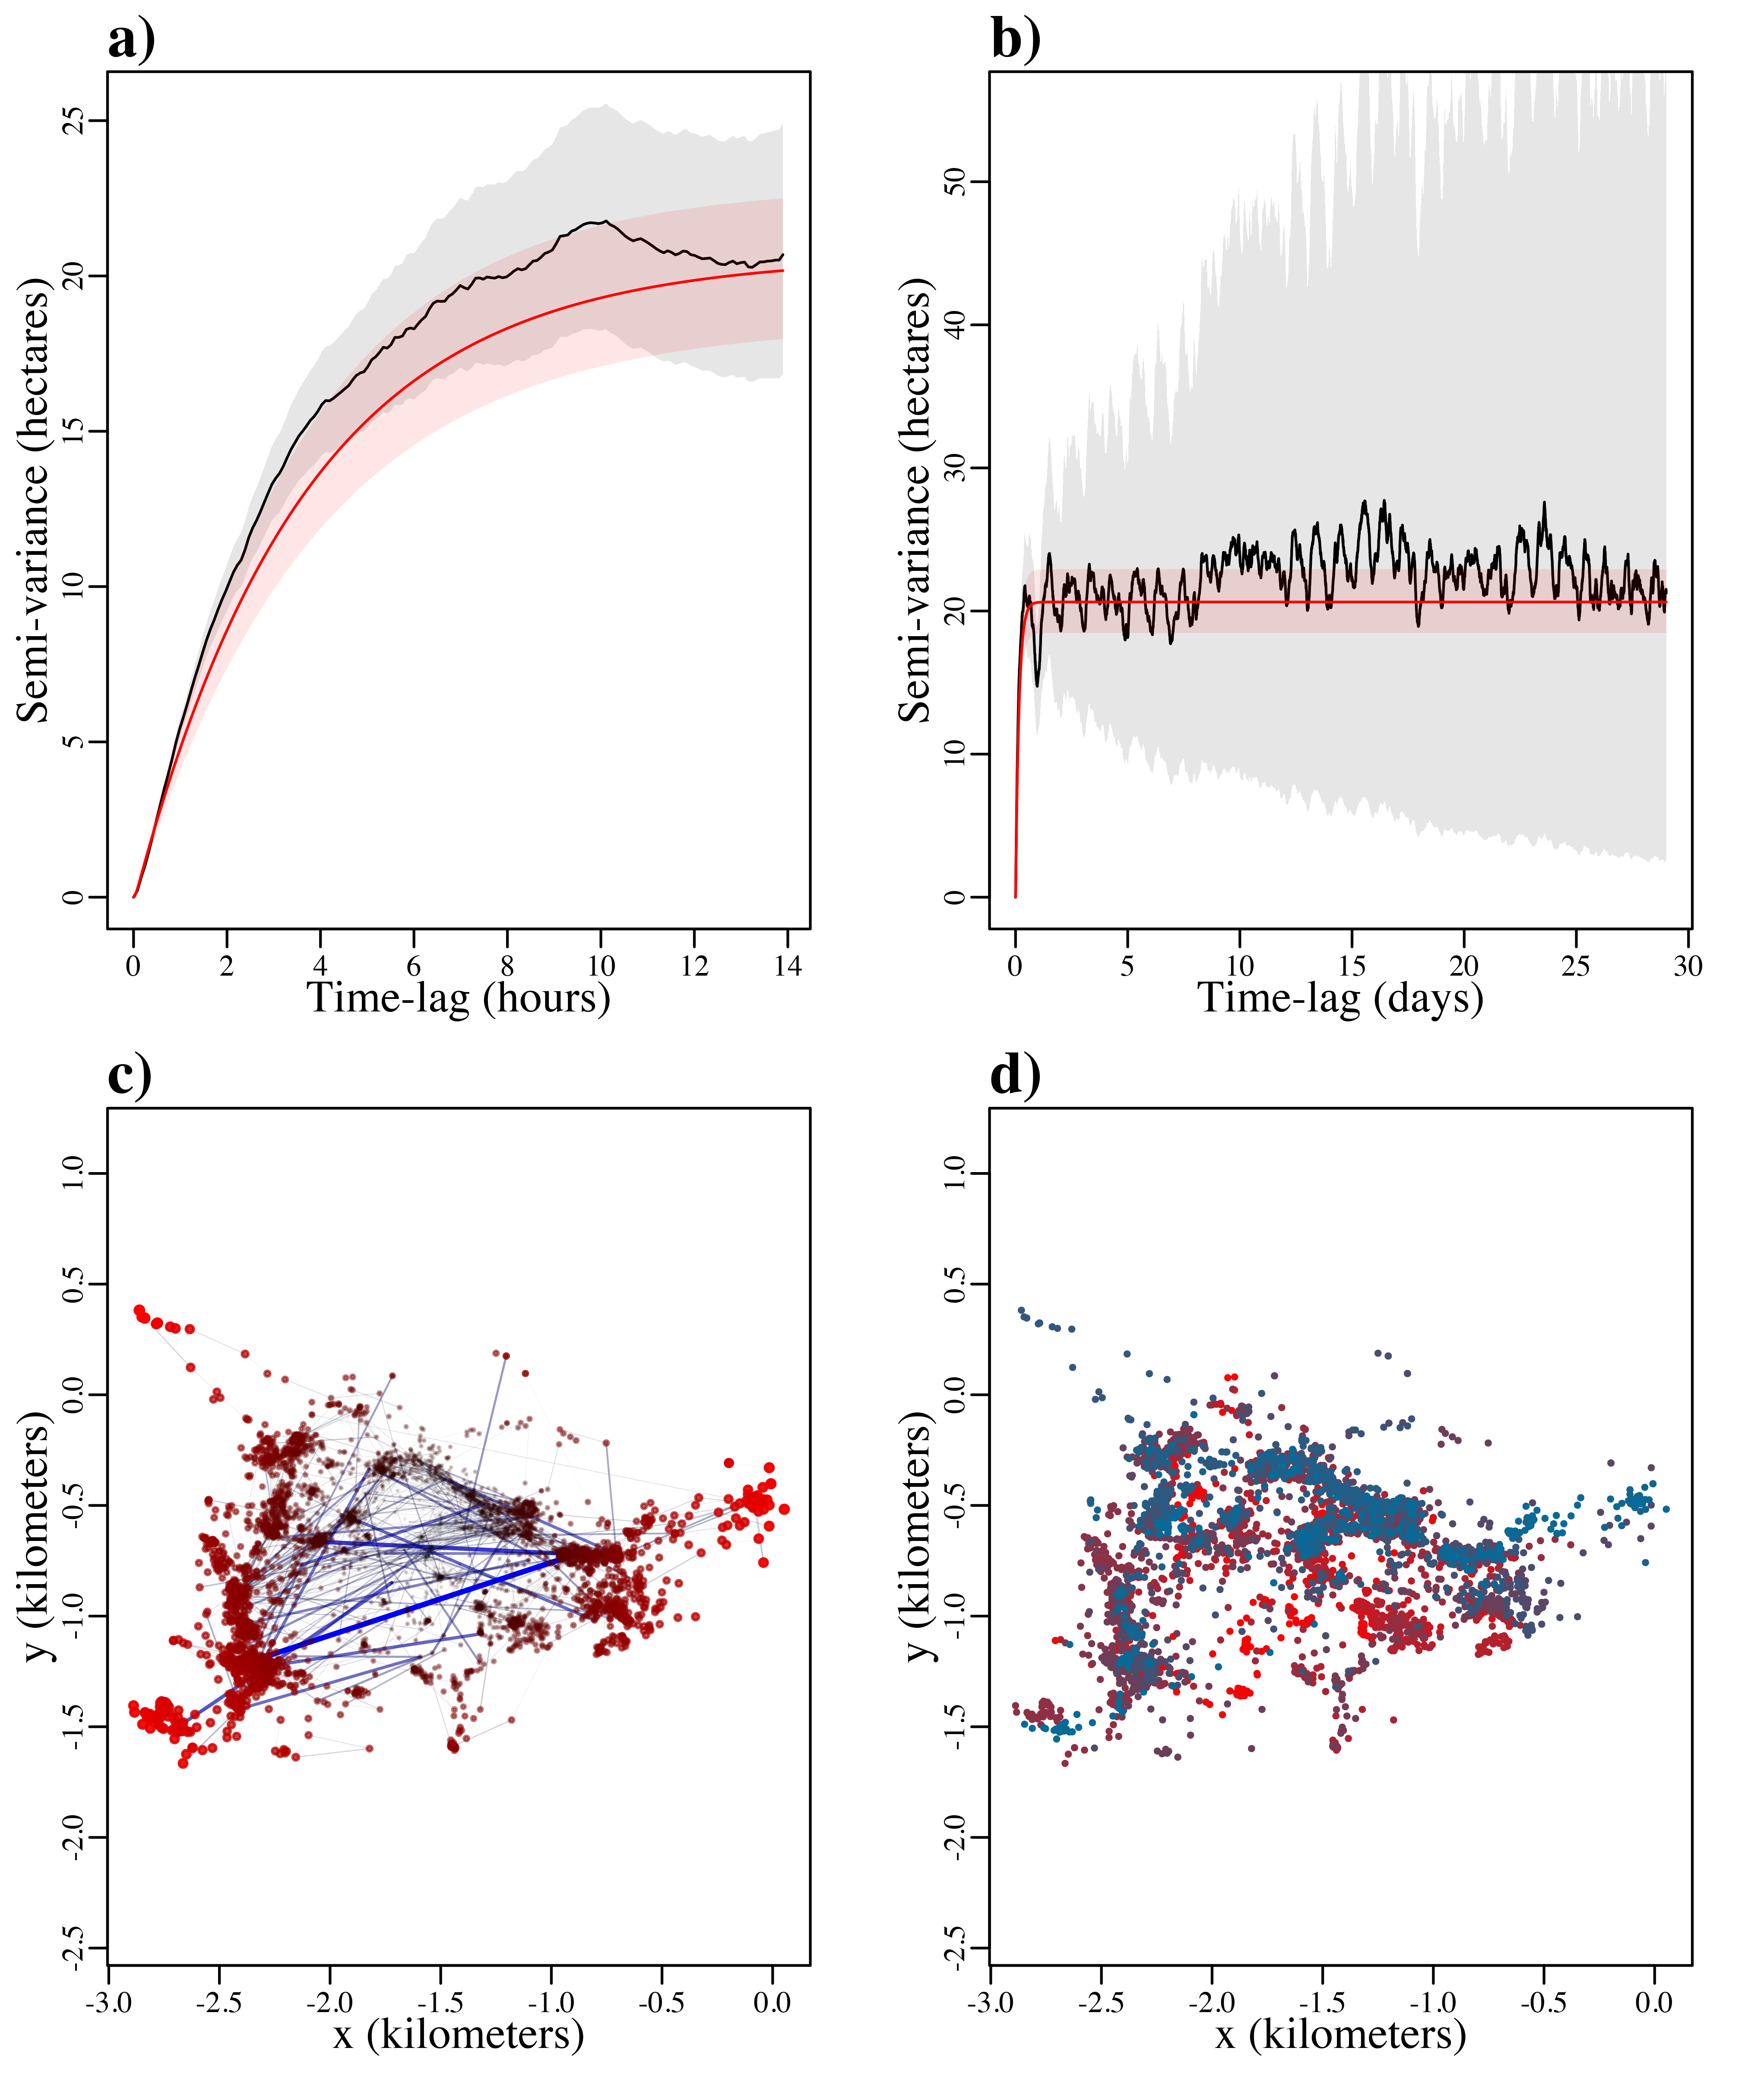 a)
Semi-variance (hectares)
25
20
15
10
5
0
0 2 4 6 8 10 12 14
Time-lag (hours)
b)
Semi-variance (hectares)
50
40
30
20
10
0
0 5 10 15 20 25 30
Time-lag (days)
c)
y (kilometers)
1.0
0.5
0.0
-0.5
-1.0
-1.5
-2.0
-2.5
-3.0 -2.5 -2.0 -1.5 -1.0 -0.5 0.0
x (kilometers)
d)
y (kilometers)
1.0
0.5
0.0
-0.5
-1.0
-1.5
-2.0
-2.5
-3.0 -2.5 -2.0 -1.5 -1.0 -0.5 0.0
x (kilometers)